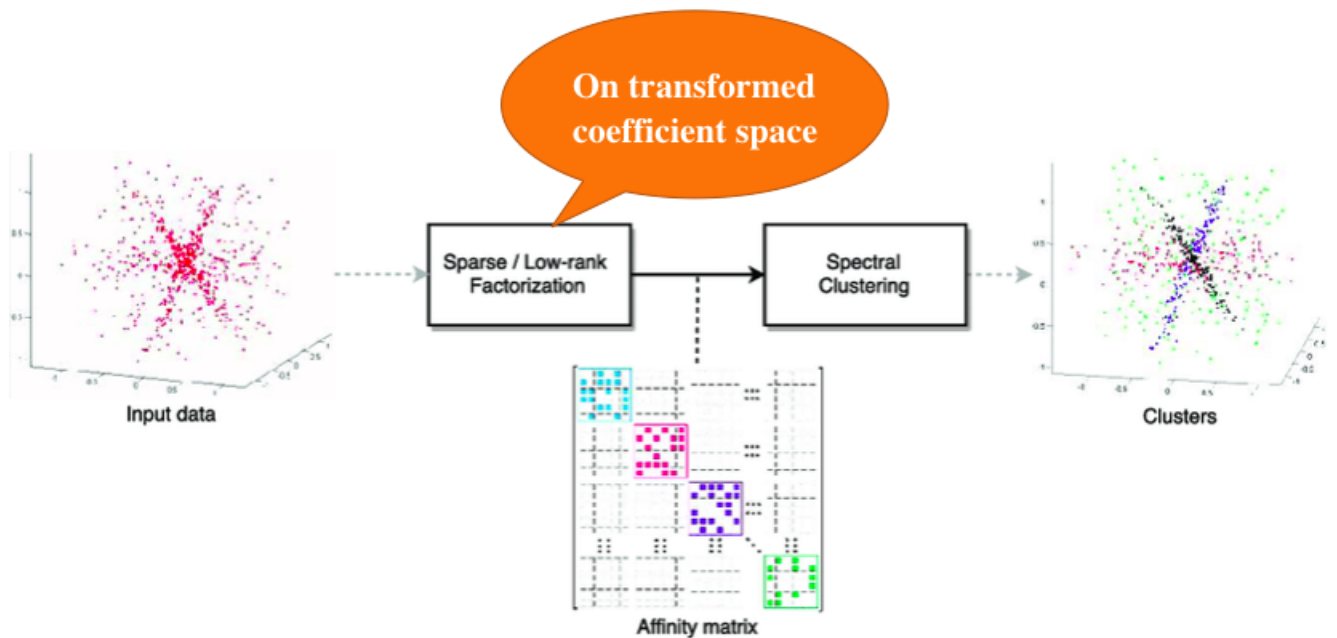 On transformed
coefficient space
Sparse / Low-rank
Factorization
Spectral
Clustering
Input data
Clusters
Affinity matrix